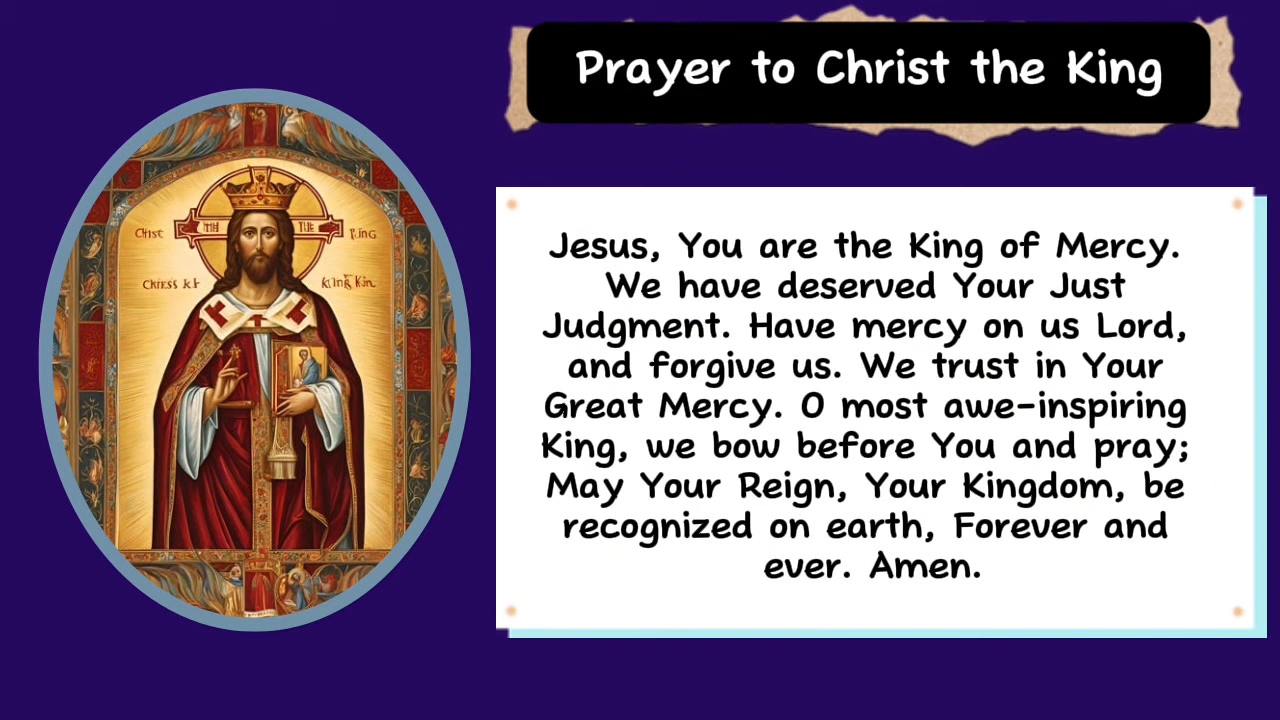 Prayer to Christ the King
Jesus, You are the King of Mercy.
We have deserved Your Just
Judgment. Have mercy on us Lord,
and forgive us. We trust in Your
Great Mercy. O most awe-inspiring
King, we bow before You and pray;
May Your Reign, Your Kingdom, be
recognized on earth, Forever and
ever. Amen.